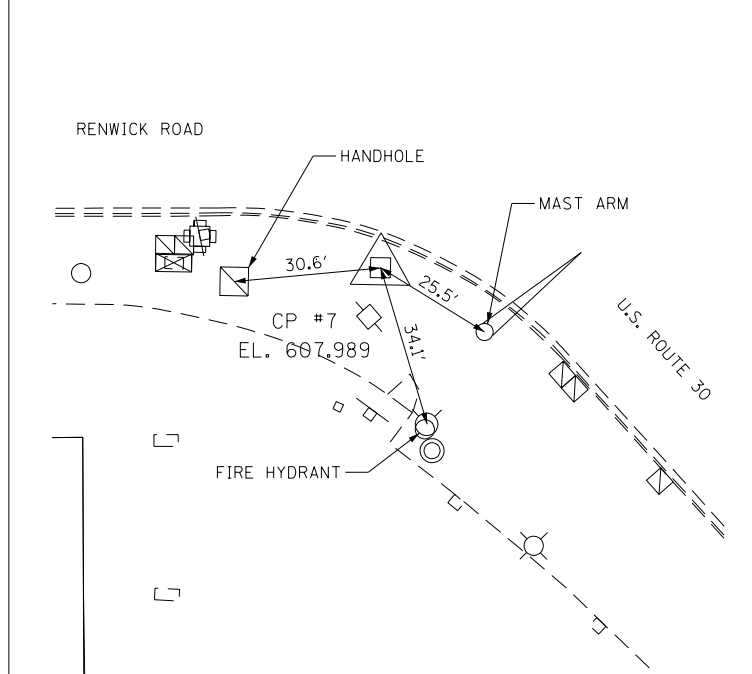 RENWICK ROAD
HANDHOLE
MAST ARM
30.6'
25.5'
U.S. ROUTE 30
CP #7
34.1'
EL. 607.989
FIRE HYDRANT